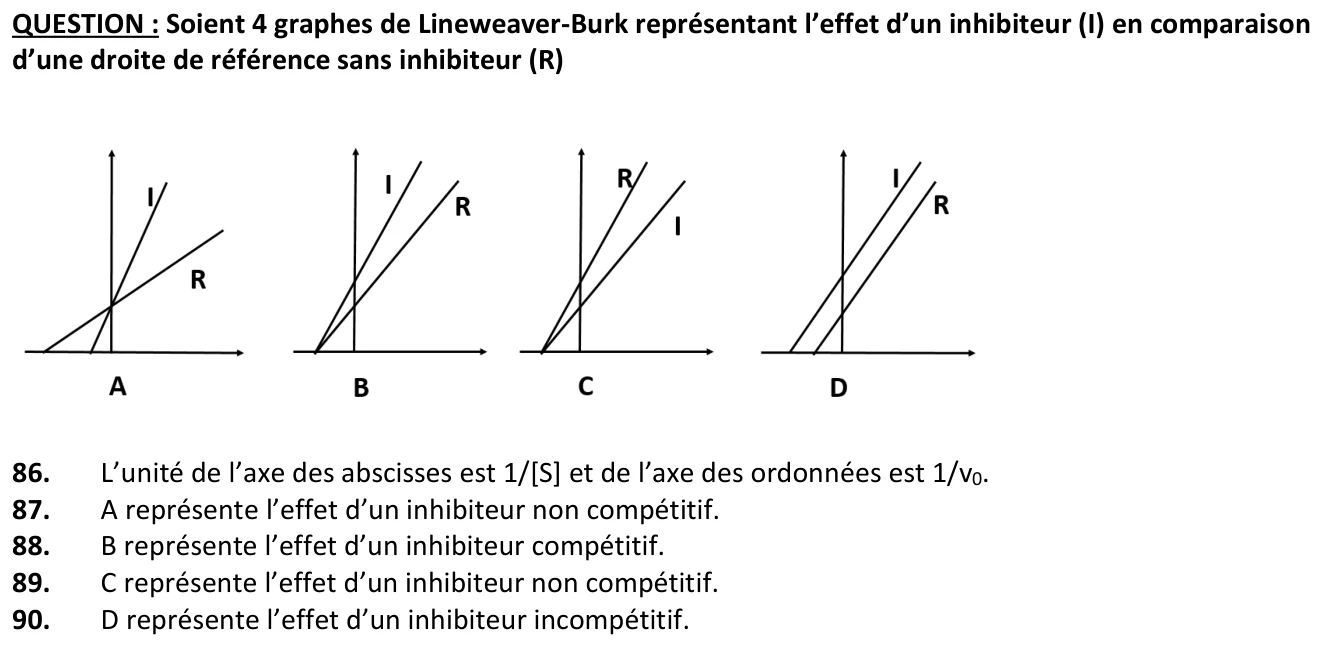 QUESTION : Soient 4 graphes de Lineweaver-Burk représentant l’effet d’un inhibiteur (I) en comparaison
d’une droite de référence sans inhibiteur (R)
I
R
A
I
R
B
R
I
C
I
R
D
86. L’unité de l’axe des abscisses est 1/[S] et de l’axe des ordonnées est 1/v₀.
87. A représente l’effet d’un inhibiteur non compétitif.
88. B représente l’effet d’un inhibiteur compétitif.
89. C représente l’effet d’un inhibiteur non compétitif.
90. D représente l’effet d’un inhibiteur incompétitif.